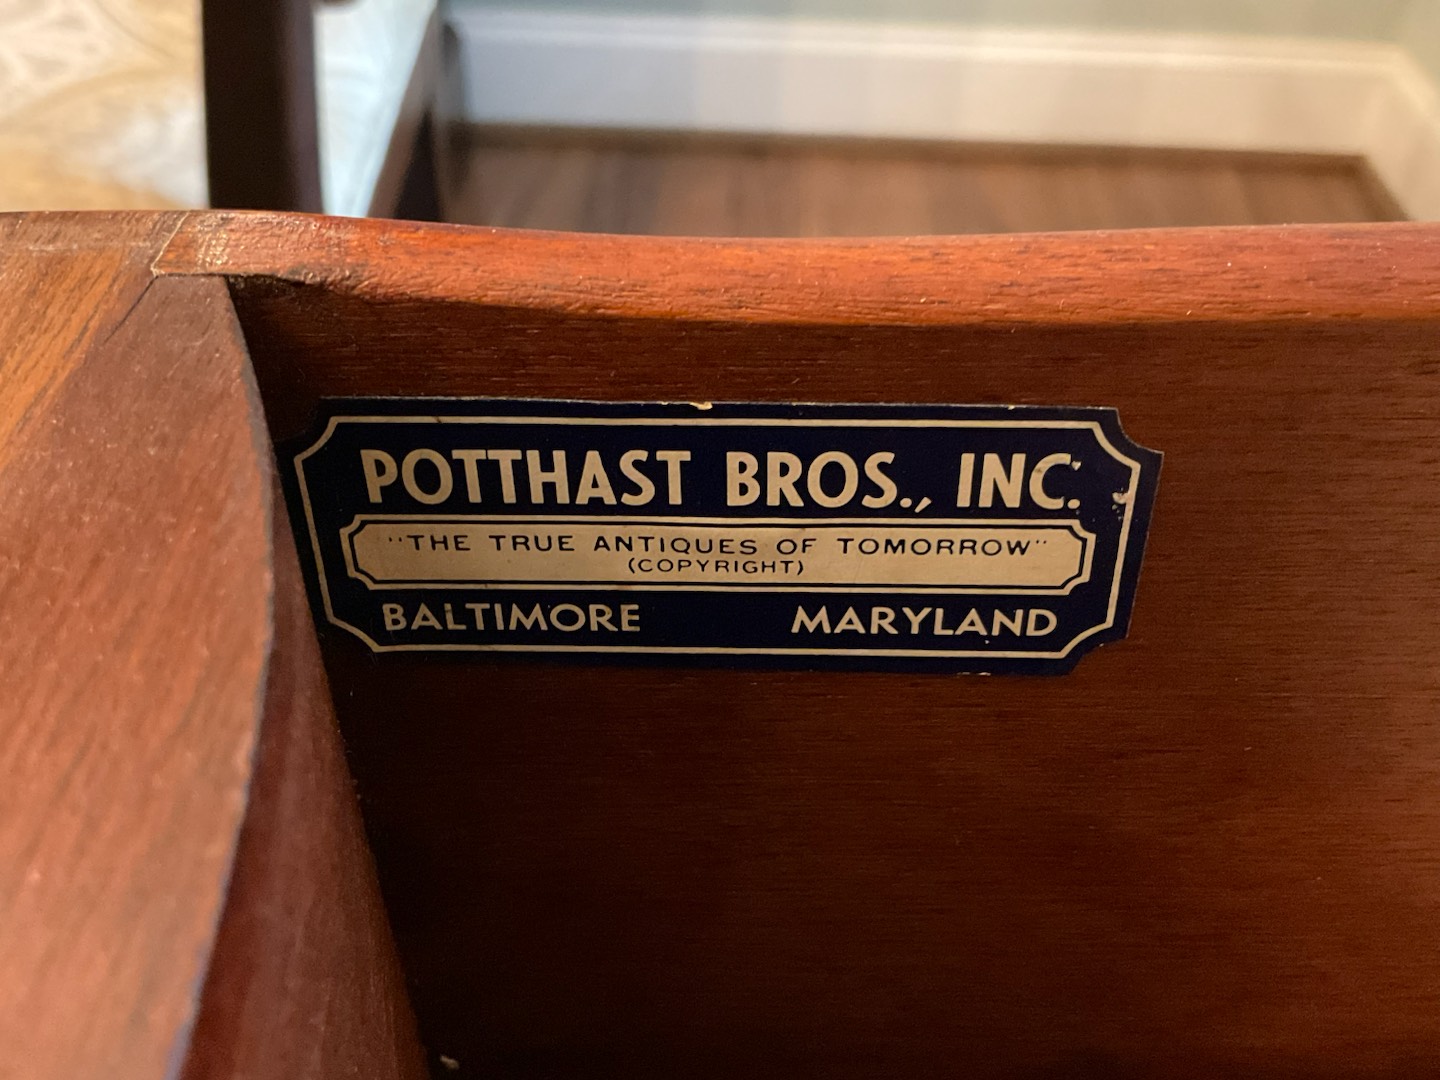 POTTHAST BROS., INC.
"THE TRUE ANTIQUES OF TOMORROW"
(COPYRIGHT)
BALTIMORE MARYLAND